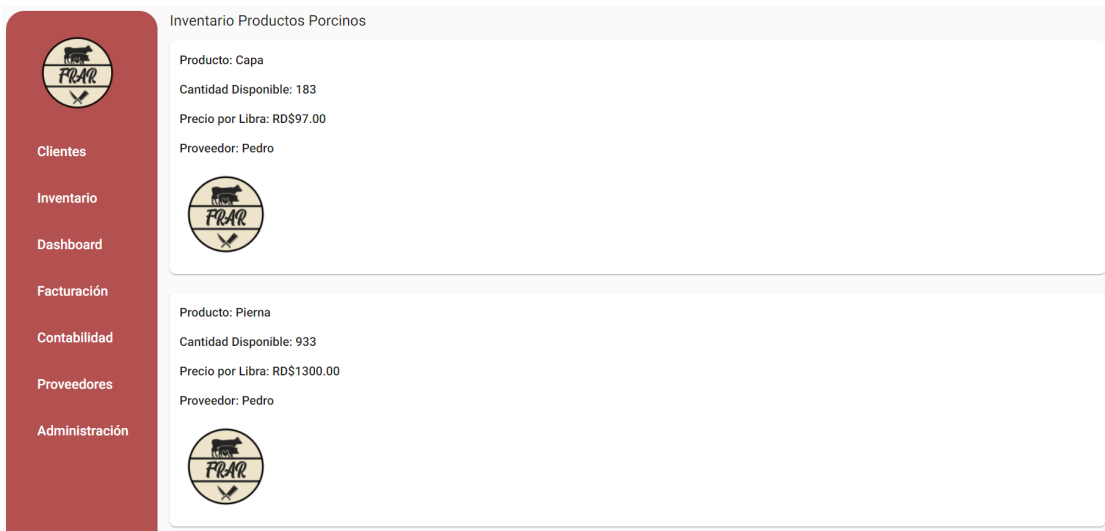 FRAR
Clientes
Inventario
Dashboard
Facturación
Contabilidad
Proveedores
Administración
Inventario Productos Porcinos
Producto: Capa
Cantidad Disponible: 183
Precio por Libra: RD$97.00
Proveedor: Pedro
FRAR
Producto: Pierna
Cantidad Disponible: 933
Precio por Libra: RD$1300.00
Proveedor: Pedro
FRAR